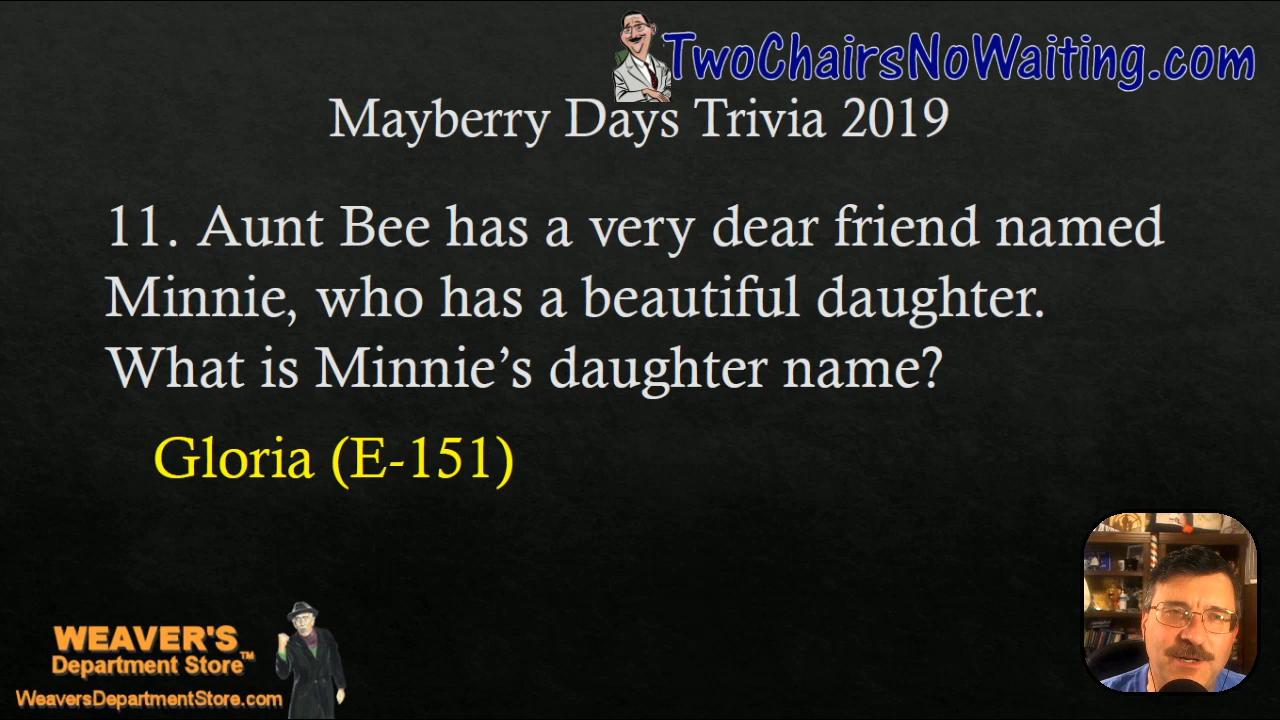 TwoChairsNoWaiting.com
Mayberry Days Trivia 2019
11. Aunt Bee has a very dear friend named
Minnie, who has a beautiful daughter.
What is Minnie’s daughter name?
Gloria (E-151)
WEAVER'S
Department Store™
WeaversDepartmentStore.com